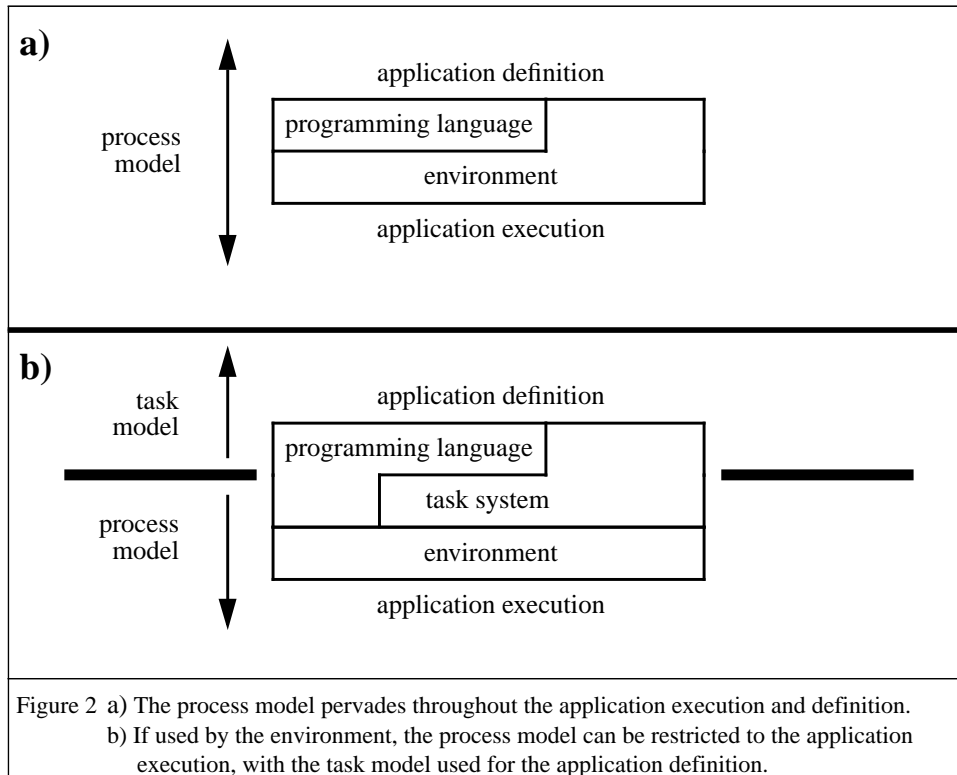 a)
application definition
programming language
process
model
environment
application execution
b)
task
model
application definition
programming language
task system
process
model
environment
application execution
Figure 2 a) The process model pervades throughout the application execution and definition.
b) If used by the environment, the process model can be restricted to the application
execution, with the task model used for the application definition.